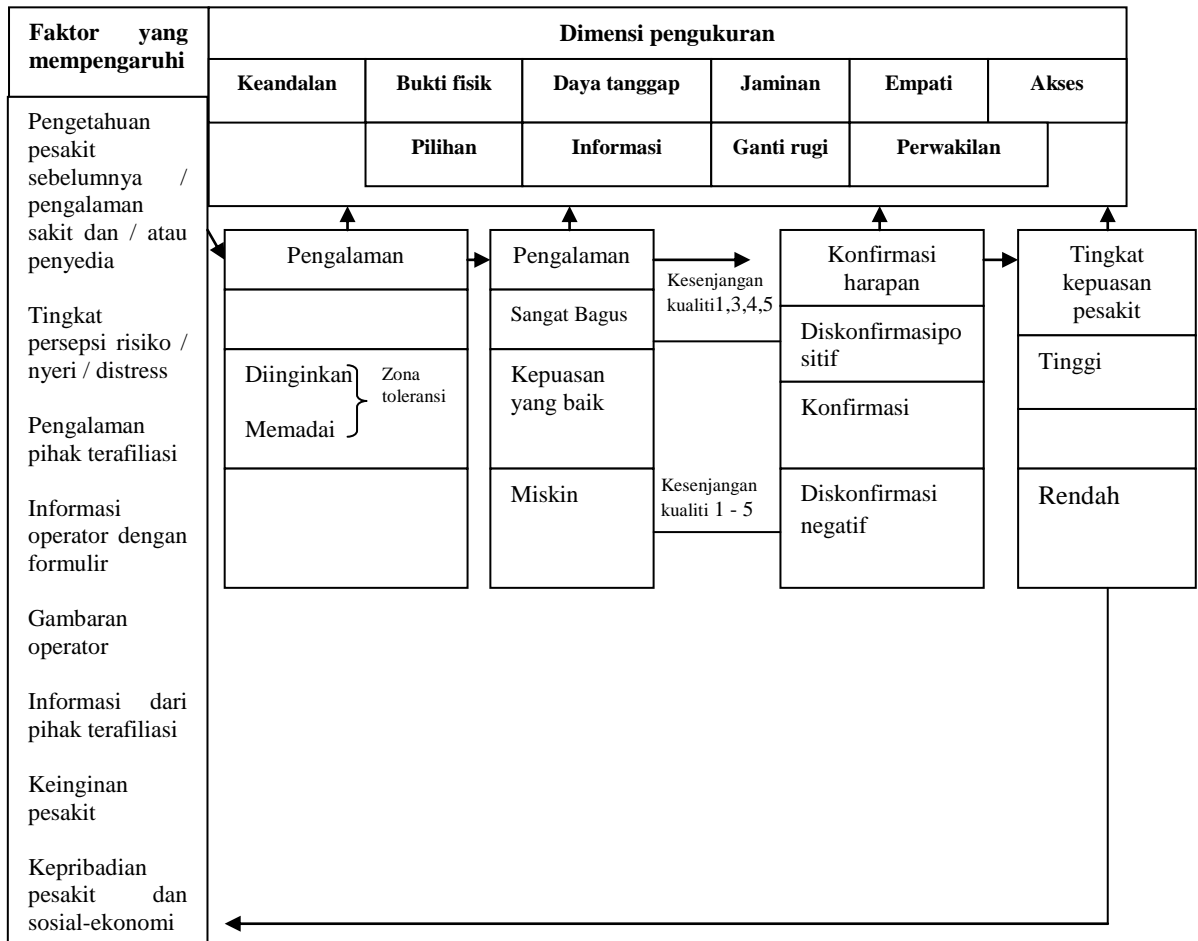 Faktor yang
mempengaruhi
Dimensi pengukuran
Keandalan
Bukti fisik
Daya tanggap
Jaminan
Empati
Akses
Pilihan
Informasi
Ganti rugi
Perwakilan
Pengetahuan
pesakit
sebelumnya /
pengalaman
sakit dan / atau
penyedia
Tingkat
persepsi risiko /
nyeri / distress
Pengalaman
pihak terafiliasi
Informasi
operator dengan
formulir
Gambaran
operator
Informasi dari
pihak terafiliasi
Keinginan
pesakit
Kepribadian
pesakit dan
sosial-ekonomi
Pengalaman
Diinginkan
Memadai
Zona
toleransi
Pengalaman
Sangat Bagus
Kepuasan
yang baik
Miskin
Kesenjangan
kualiti1,3,4,5
Kesenjangan
kualiti 1 - 5
Konfirmasi
harapan
Diskonfirmasipo
sitif
Konfirmasi
Diskonfirmasi
negatif
Tingkat
kepuasan
pesakit
Tinggi
Rendah